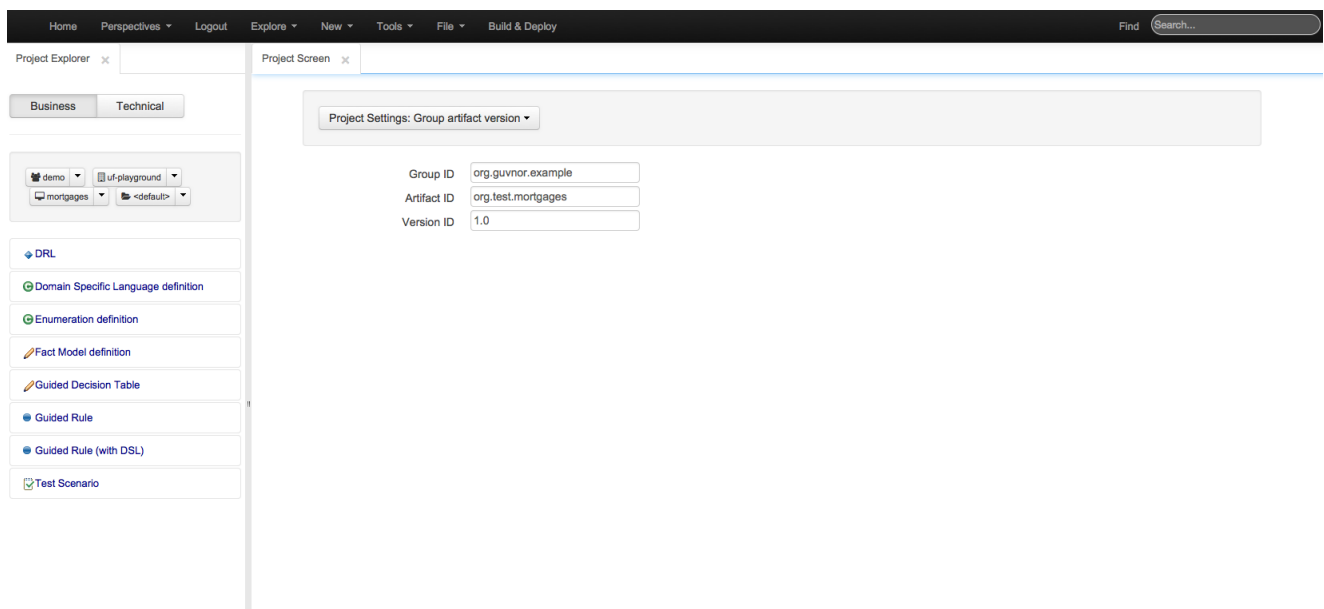 Home Perspectives Logout Explore New Tools File Build & Deploy Find Search...
Project Explorer Project Screen
Business Technical
Project Settings: Group artifact version
demo uf-playground
mortgages <default>
Group ID org.guvnor.example
Artifact ID org.test.mortgages
Version ID 1.0
DRL
Domain Specific Language definition
Enumeration definition
Fact Model definition
Guided Decision Table
Guided Rule
Guided Rule (with DSL)
Test Scenario